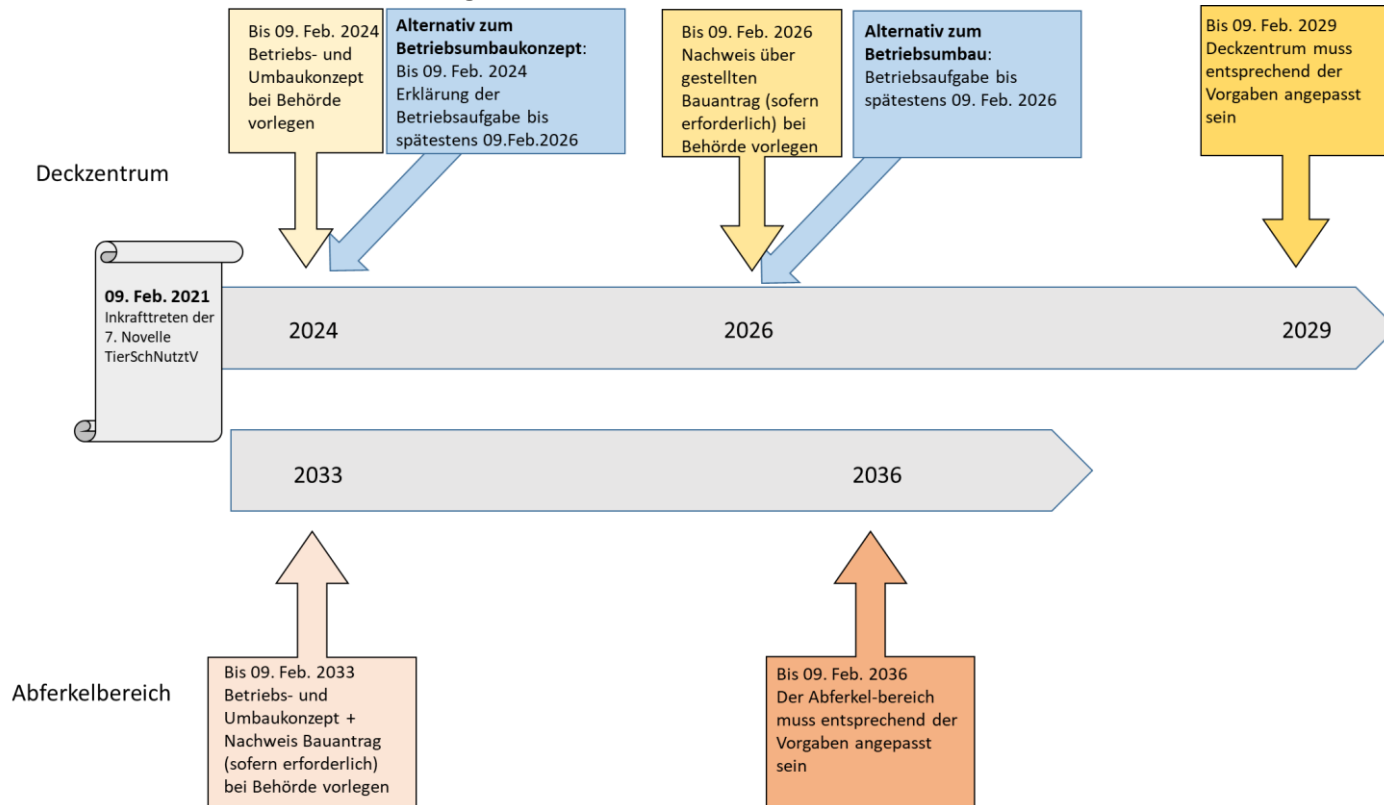 Bis 09. Feb. 2024
Betriebs- und
Umbaukonzept
bei Behörde
vorlegen
Alternativ zum
Betriebsumbaukonzept:
Bis 09. Feb. 2024
Erklärung der
Betriebsaufgabe bis
spätestens 09.Feb.2026
Bis 09. Feb. 2026
Nachweis über
gestellten
Bauantrag (sofern
erforderlich) bei
Behörde vorlegen
Alternativ zum
Betriebsumbau:
Betriebsaufgabe bis
spätestens 09. Feb. 2026
Bis 09. Feb. 2029
Deckzentrum muss
entsprechend der
Vorgaben angepasst
sein
Deckzentrum
09. Feb. 2021
Inkrafttreten der
7. Novelle
TierSchNutztV
2024
2026
2029
2033
2036
Abferkelbereich
Bis 09. Feb. 2033
Betriebs- und
Umbaukonzept +
Nachweis Bauantrag
(sofern erforderlich)
bei Behörde vorlegen
Bis 09. Feb. 2036
Der Abferkel-bereich
muss entsprechend der
Vorgaben angepasst
sein